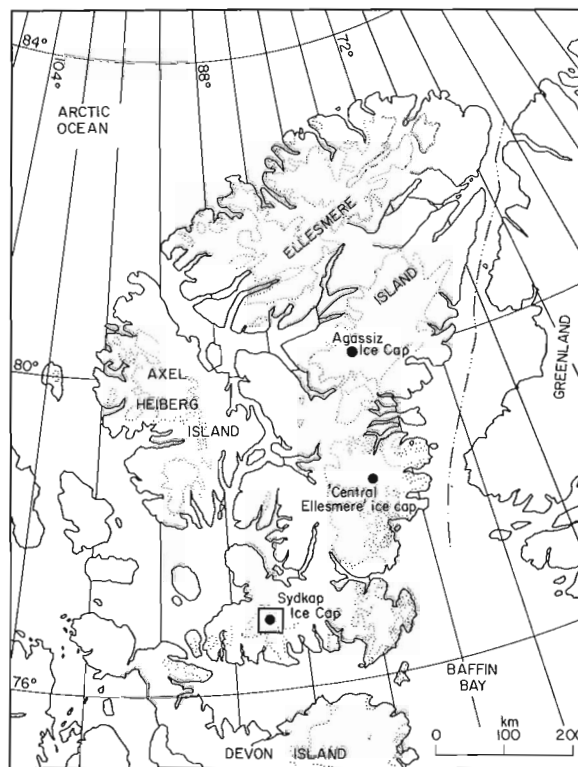 84°
104°
88°
72°
ARCTIC
OCEAN
ELLESMERE
ISLAND
Agassiz
Ice Cap
GREENLAND
80°
AXEL
HEIBERG
ISLAND
'Central
Ellesmere' ice cap
Sydkap
Ice Cap
76°
BAFFIN
BAY
km
0 100 200
DEVON ISLAND